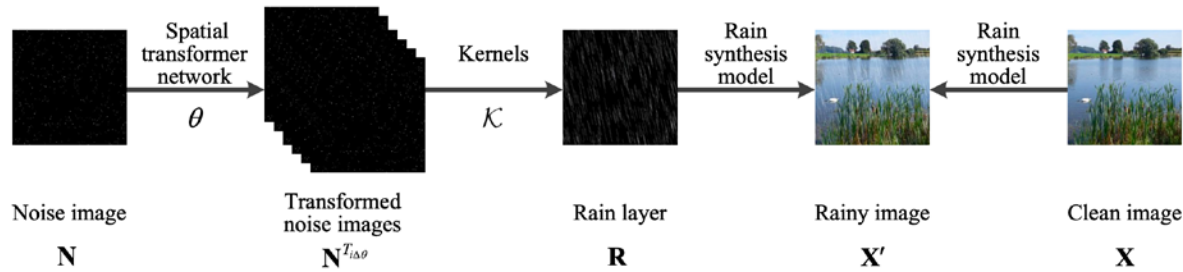 Spatial
transformer
network
θ
Kernels
𝒦
Rain
synthesis
model
Rain
synthesis
model
Noise image
N
Transformed
noise images
N^{T_{iΔθ}}
Rain layer
R
Rainy image
X′
Clean image
X